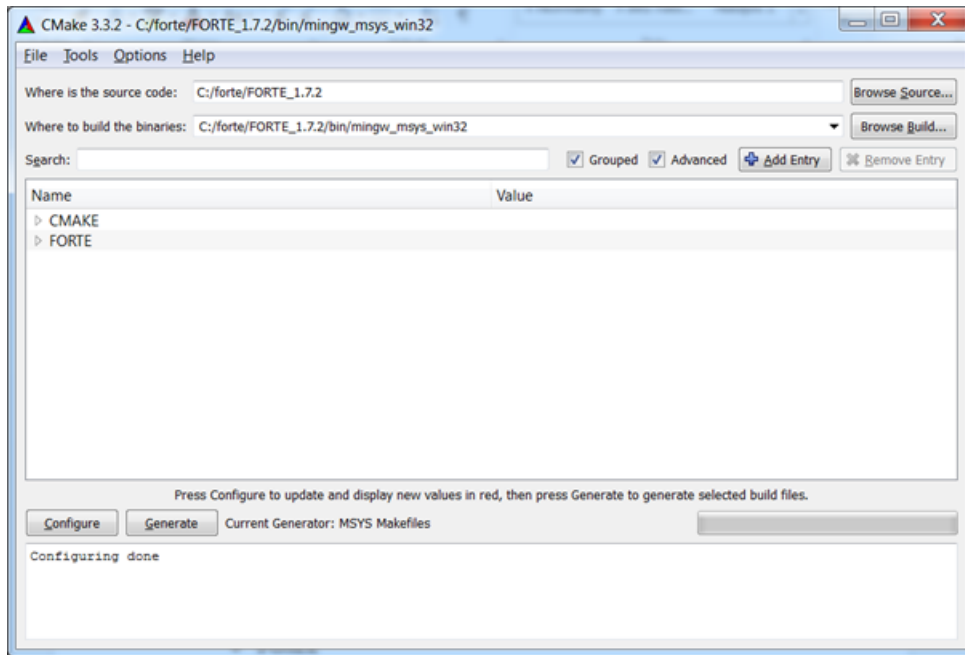 CMake 3.3.2 - C:/forte/FORTE_1.7.2/bin/mingw_msys_win32
File Tools Options Help
Where is the source code: C:/forte/FORTE_1.7.2 Browse Source...
Where to build the binaries: C:/forte/FORTE_1.7.2/bin/mingw_msys_win32 Browse Build...
Search: Grouped Advanced Add Entry Remove Entry
Name Value
CMAKE
FORTE
Press Configure to update and display new values in red, then press Generate to generate selected build files.
Configure Generate Current Generator: MSYS Makefiles
Configuring done